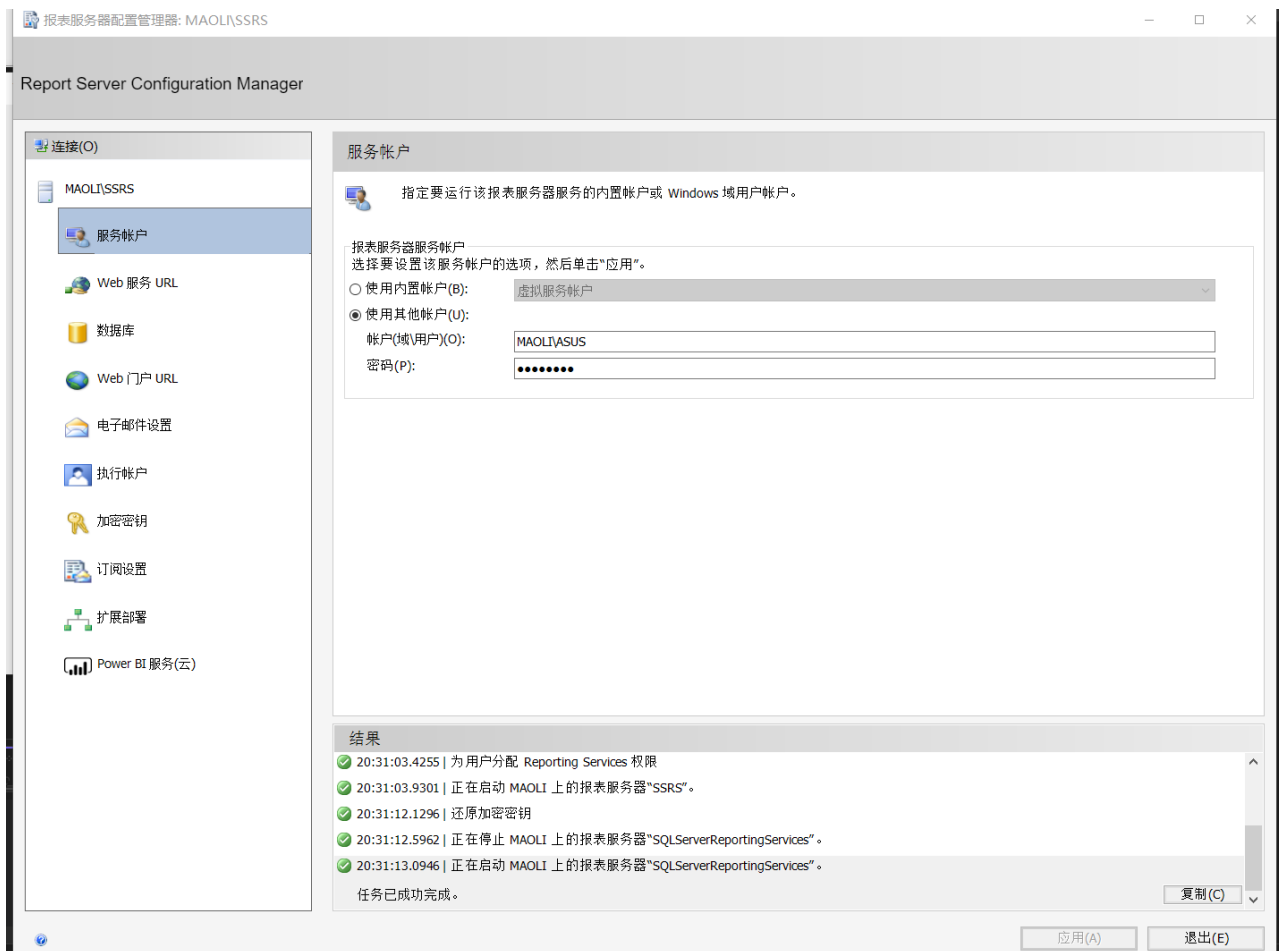 报表服务器配置管理器: MAOLI\SSRS
Report Server Configuration Manager
连接(O)
MAOLI\SSRS
服务帐户
Web 服务 URL
数据库
Web 门户 URL
电子邮件设置
执行帐户
加密密钥
订阅设置
扩展部署
Power BI 服务(云)
服务帐户
指定要运行该报表服务器服务的内置帐户或 Windows 域用户帐户。
报表服务器服务帐户
选择要设置该服务帐户的选项，然后单击“应用”。
使用内置帐户(B):
虚拟服务帐户
使用其他帐户(U):
帐户(域\用户)(O):
MAOLI\ASUS
密码(P):
●●●●●●●●
结果
20:31:03.4255 | 为用户分配 Reporting Services 权限
20:31:03.9301 | 正在启动 MAOLI 上的报表服务器“SSRS”。
20:31:12.1296 | 还原加密密钥
20:31:12.5962 | 正在停止 MAOLI 上的报表服务器“SQLServerReportingServices”。
20:31:13.0946 | 正在启动 MAOLI 上的报表服务器“SQLServerReportingServices”。
任务已成功完成。
复制(C)
应用(A)
退出(E)